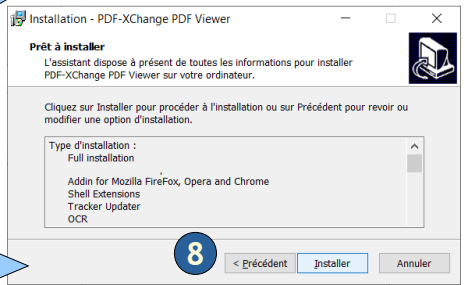 Installation - PDF-XChange PDF Viewer
Prêt à installer
L'assistant dispose à présent de toutes les informations pour installer
PDF-XChange PDF Viewer sur votre ordinateur.
Cliquez sur Installer pour procéder à l'installation ou sur Précédent pour revoir ou
modifier une option d'installation.
Type d'installation :
Full installation
Addin for Mozilla FireFox, Opera and Chrome
Shell Extensions
Tracker Updater
OCR
8
< Précédent
Installer
Annuler